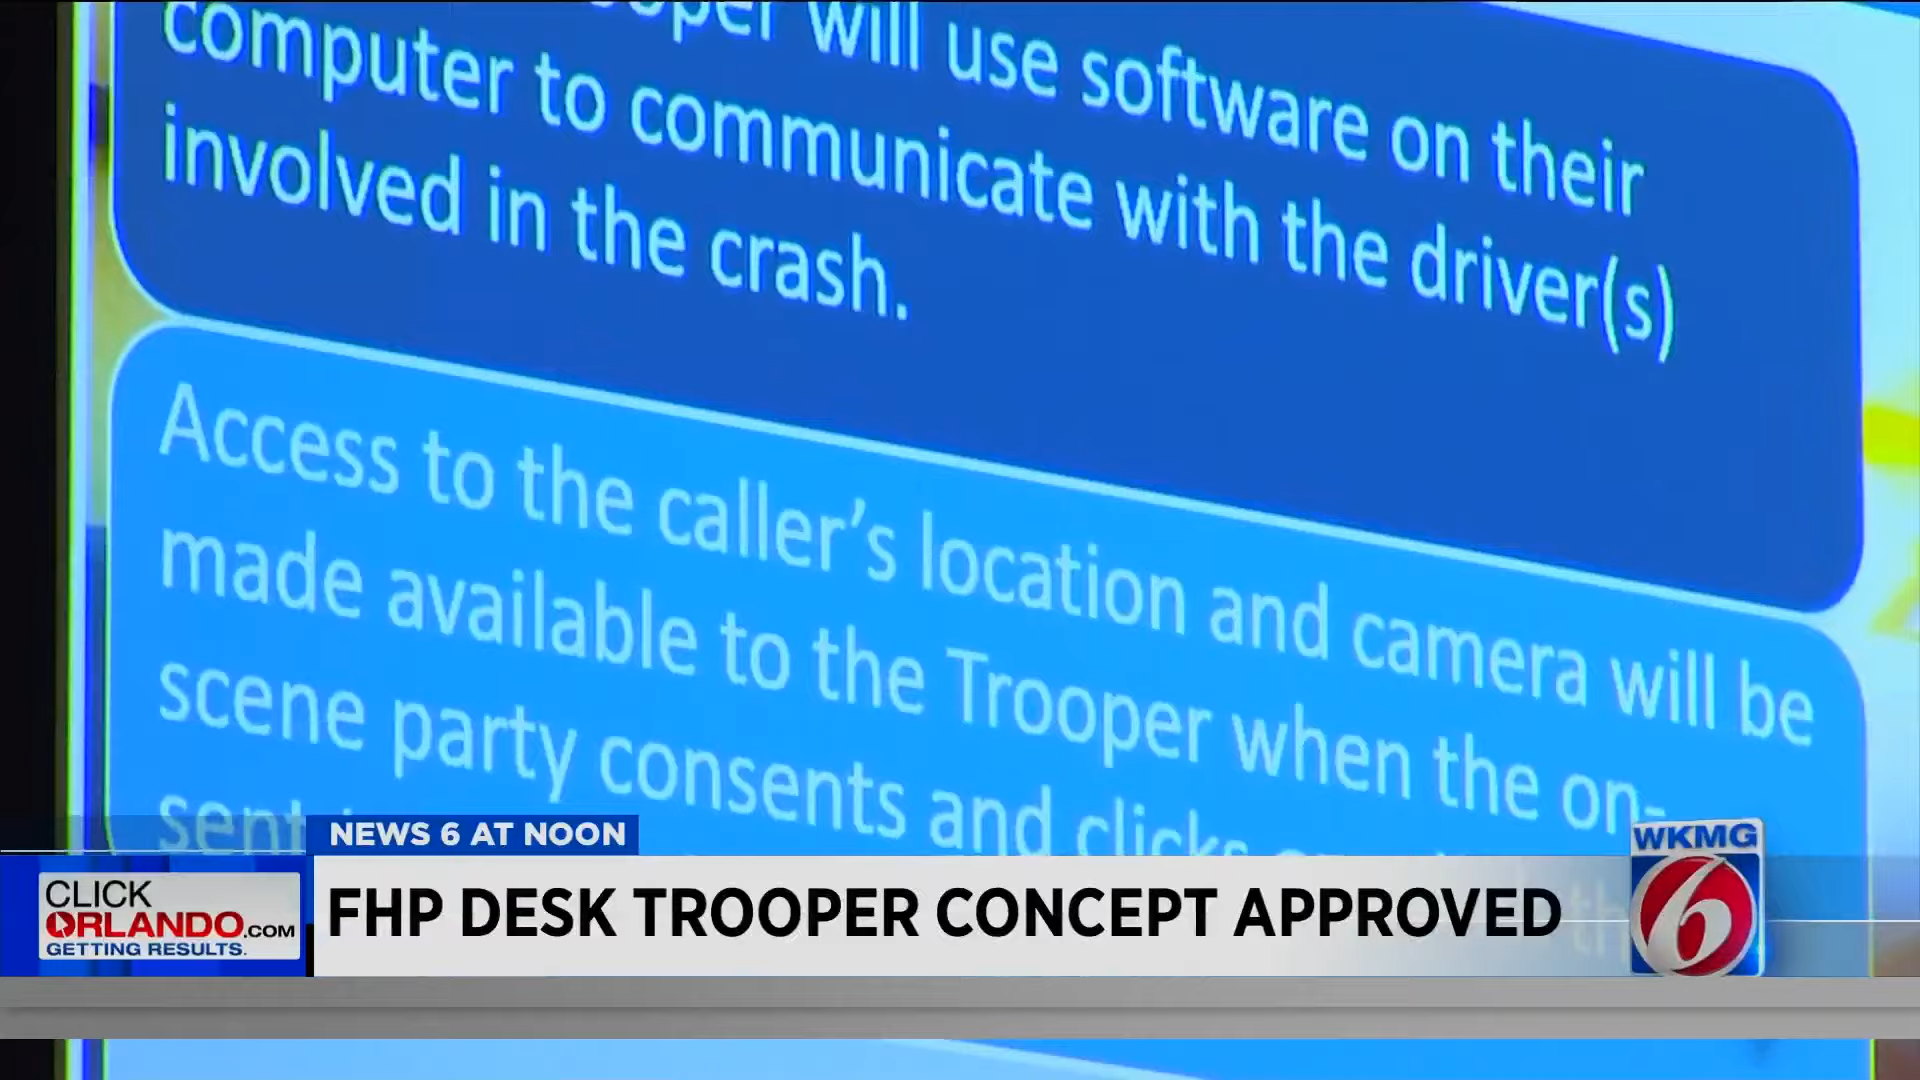 will use software on their
computer to communicate with the driver(s)
involved in the crash.
Access to the caller's location and camera will be
made available to the Trooper when the on-
scene party consents and clicks
sent
NEWS 6 AT NOON
FHP DESK TROOPER CONCEPT APPROVED
CLICK
ORLANDO.COM
GETTING RESULTS.
WKMG
6